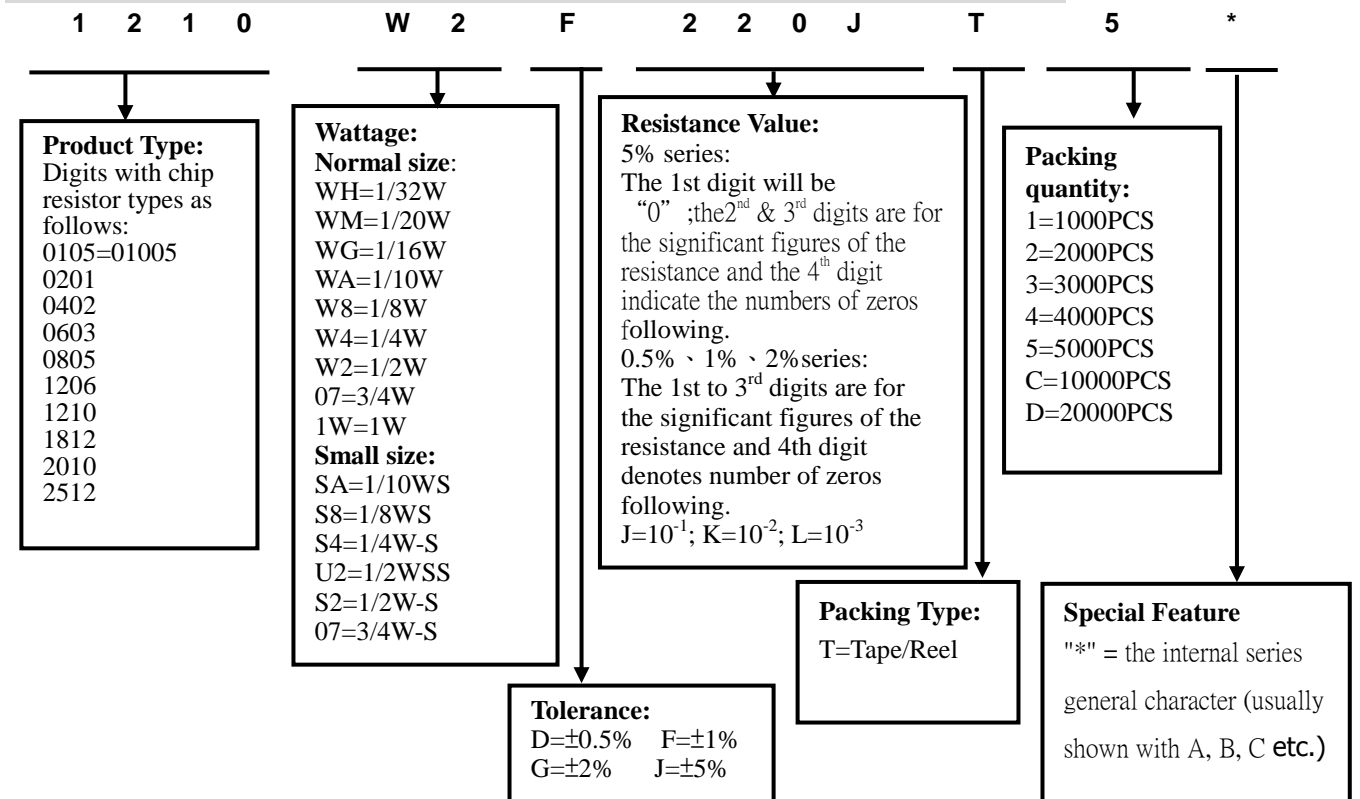 1 2 1 0 W 2 F 2 2 0 J T 5 *
Product Type:
Digits with chip
resistor types as
follows:
0105=01005
0201
0402
0603
0805
1206
1210
1812
2010
2512
Wattage:
Normal size:
WH=1/32W
WM=1/20W
WG=1/16W
WA=1/10W
W8=1/8W
W4=1/4W
W2=1/2W
07=3/4W
1W=1W
Small size:
SA=1/10WS
S8=1/8WS
S4=1/4W-S
U2=1/2WSS
S2=1/2W-S
07=3/4W-S
Tolerance:
D=±0.5% F=±1%
G=±2% J=±5%
Resistance Value:
5% series:
The 1st digit will be
“0” ;the2nd & 3rd digits are for
the significant figures of the
resistance and the 4th digit
indicate the numbers of zeros
following.
0.5%、1%、2%series:
The 1st to 3rd digits are for
the significant figures of the
resistance and 4th digit
denotes number of zeros
following.
J=10-1; K=10-2; L=10-3
Packing Type:
T=Tape/Reel
Packing
quantity:
1=1000PCS
2=2000PCS
3=3000PCS
4=4000PCS
5=5000PCS
C=10000PCS
D=20000PCS
Special Feature
"*" = the internal series
general character (usually
shown with A, B, C etc.)